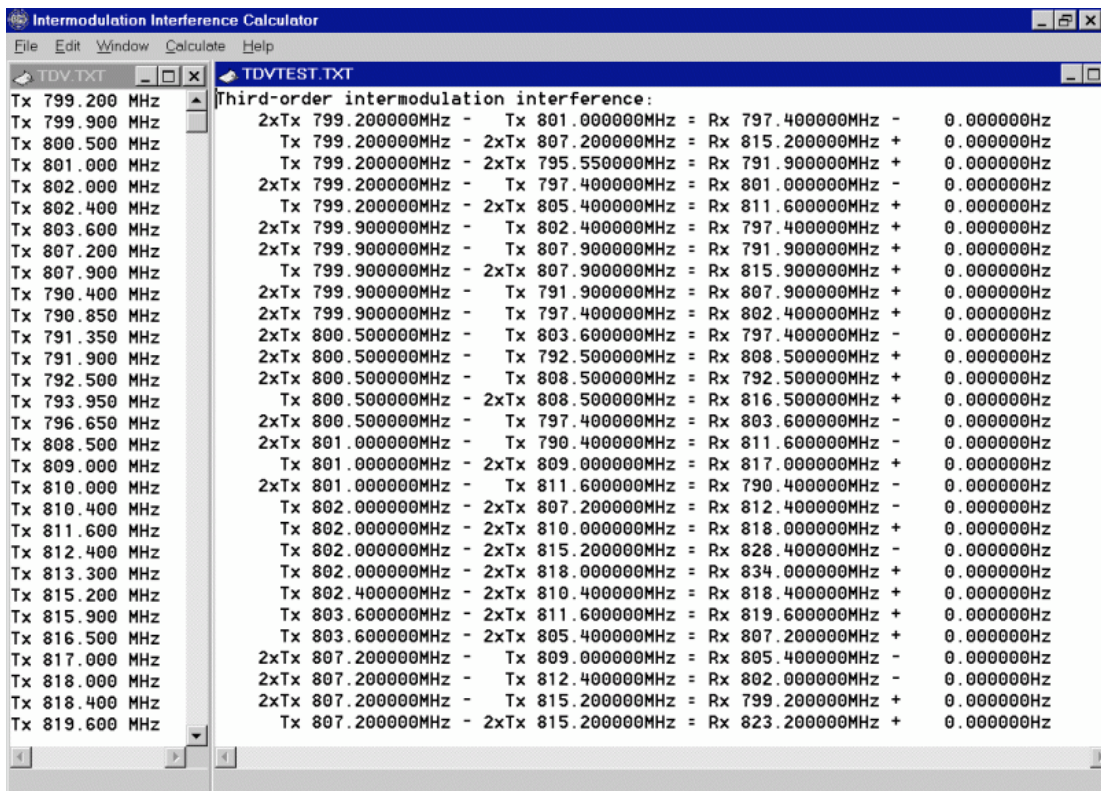 Intermodulation Interference Calculator
File Edit Window Calculate Help
TDV.TXT
Tx 799.200 MHz
Tx 799.900 MHz
Tx 800.500 MHz
Tx 801.000 MHz
Tx 802.000 MHz
Tx 802.400 MHz
Tx 803.600 MHz
Tx 807.200 MHz
Tx 807.900 MHz
Tx 790.400 MHz
Tx 790.850 MHz
Tx 791.350 MHz
Tx 791.900 MHz
Tx 792.500 MHz
Tx 793.950 MHz
Tx 796.650 MHz
Tx 808.500 MHz
Tx 809.000 MHz
Tx 810.000 MHz
Tx 810.400 MHz
Tx 811.600 MHz
Tx 812.400 MHz
Tx 813.300 MHz
Tx 815.200 MHz
Tx 815.900 MHz
Tx 816.500 MHz
Tx 817.000 MHz
Tx 818.000 MHz
Tx 818.400 MHz
Tx 819.600 MHz
TDVTEST.TXT
Third-order intermodulation interference:
2xTx 799.200000MHz - Tx 801.000000MHz = Rx 797.400000MHz - 0.000000Hz
Tx 799.200000MHz - 2xTx 807.200000MHz = Rx 815.200000MHz + 0.000000Hz
Tx 799.200000MHz - 2xTx 795.550000MHz = Rx 791.900000MHz + 0.000000Hz
2xTx 799.200000MHz - Tx 797.400000MHz = Rx 801.000000MHz - 0.000000Hz
Tx 799.200000MHz - 2xTx 805.400000MHz = Rx 811.600000MHz + 0.000000Hz
2xTx 799.900000MHz - Tx 802.400000MHz = Rx 797.400000MHz + 0.000000Hz
2xTx 799.900000MHz - Tx 807.900000MHz = Rx 791.900000MHz + 0.000000Hz
Tx 799.900000MHz - 2xTx 807.900000MHz = Rx 815.900000MHz + 0.000000Hz
2xTx 799.900000MHz - Tx 791.900000MHz = Rx 807.900000MHz + 0.000000Hz
2xTx 799.900000MHz - Tx 797.400000MHz = Rx 802.400000MHz + 0.000000Hz
2xTx 800.500000MHz - Tx 803.600000MHz = Rx 797.400000MHz - 0.000000Hz
2xTx 800.500000MHz - Tx 792.500000MHz = Rx 808.500000MHz + 0.000000Hz
2xTx 800.500000MHz - Tx 808.500000MHz = Rx 792.500000MHz + 0.000000Hz
Tx 800.500000MHz - 2xTx 808.500000MHz = Rx 816.500000MHz + 0.000000Hz
2xTx 800.500000MHz - Tx 797.400000MHz = Rx 803.600000MHz - 0.000000Hz
2xTx 801.000000MHz - Tx 790.400000MHz = Rx 811.600000MHz - 0.000000Hz
Tx 801.000000MHz - 2xTx 809.000000MHz = Rx 817.000000MHz + 0.000000Hz
2xTx 801.000000MHz - Tx 811.600000MHz = Rx 790.400000MHz - 0.000000Hz
Tx 802.000000MHz - 2xTx 807.200000MHz = Rx 812.400000MHz - 0.000000Hz
Tx 802.000000MHz - 2xTx 810.000000MHz = Rx 818.000000MHz + 0.000000Hz
Tx 802.000000MHz - 2xTx 815.200000MHz = Rx 828.400000MHz - 0.000000Hz
Tx 802.000000MHz - 2xTx 818.000000MHz = Rx 834.000000MHz + 0.000000Hz
Tx 802.400000MHz - 2xTx 810.400000MHz = Rx 818.400000MHz + 0.000000Hz
Tx 803.600000MHz - 2xTx 811.600000MHz = Rx 819.600000MHz + 0.000000Hz
Tx 803.600000MHz - 2xTx 805.400000MHz = Rx 807.200000MHz + 0.000000Hz
2xTx 807.200000MHz - Tx 809.000000MHz = Rx 805.400000MHz - 0.000000Hz
2xTx 807.200000MHz - Tx 812.400000MHz = Rx 802.000000MHz - 0.000000Hz
2xTx 807.200000MHz - Tx 815.200000MHz = Rx 799.200000MHz + 0.000000Hz
Tx 807.200000MHz - 2xTx 815.200000MHz = Rx 823.200000MHz + 0.000000Hz